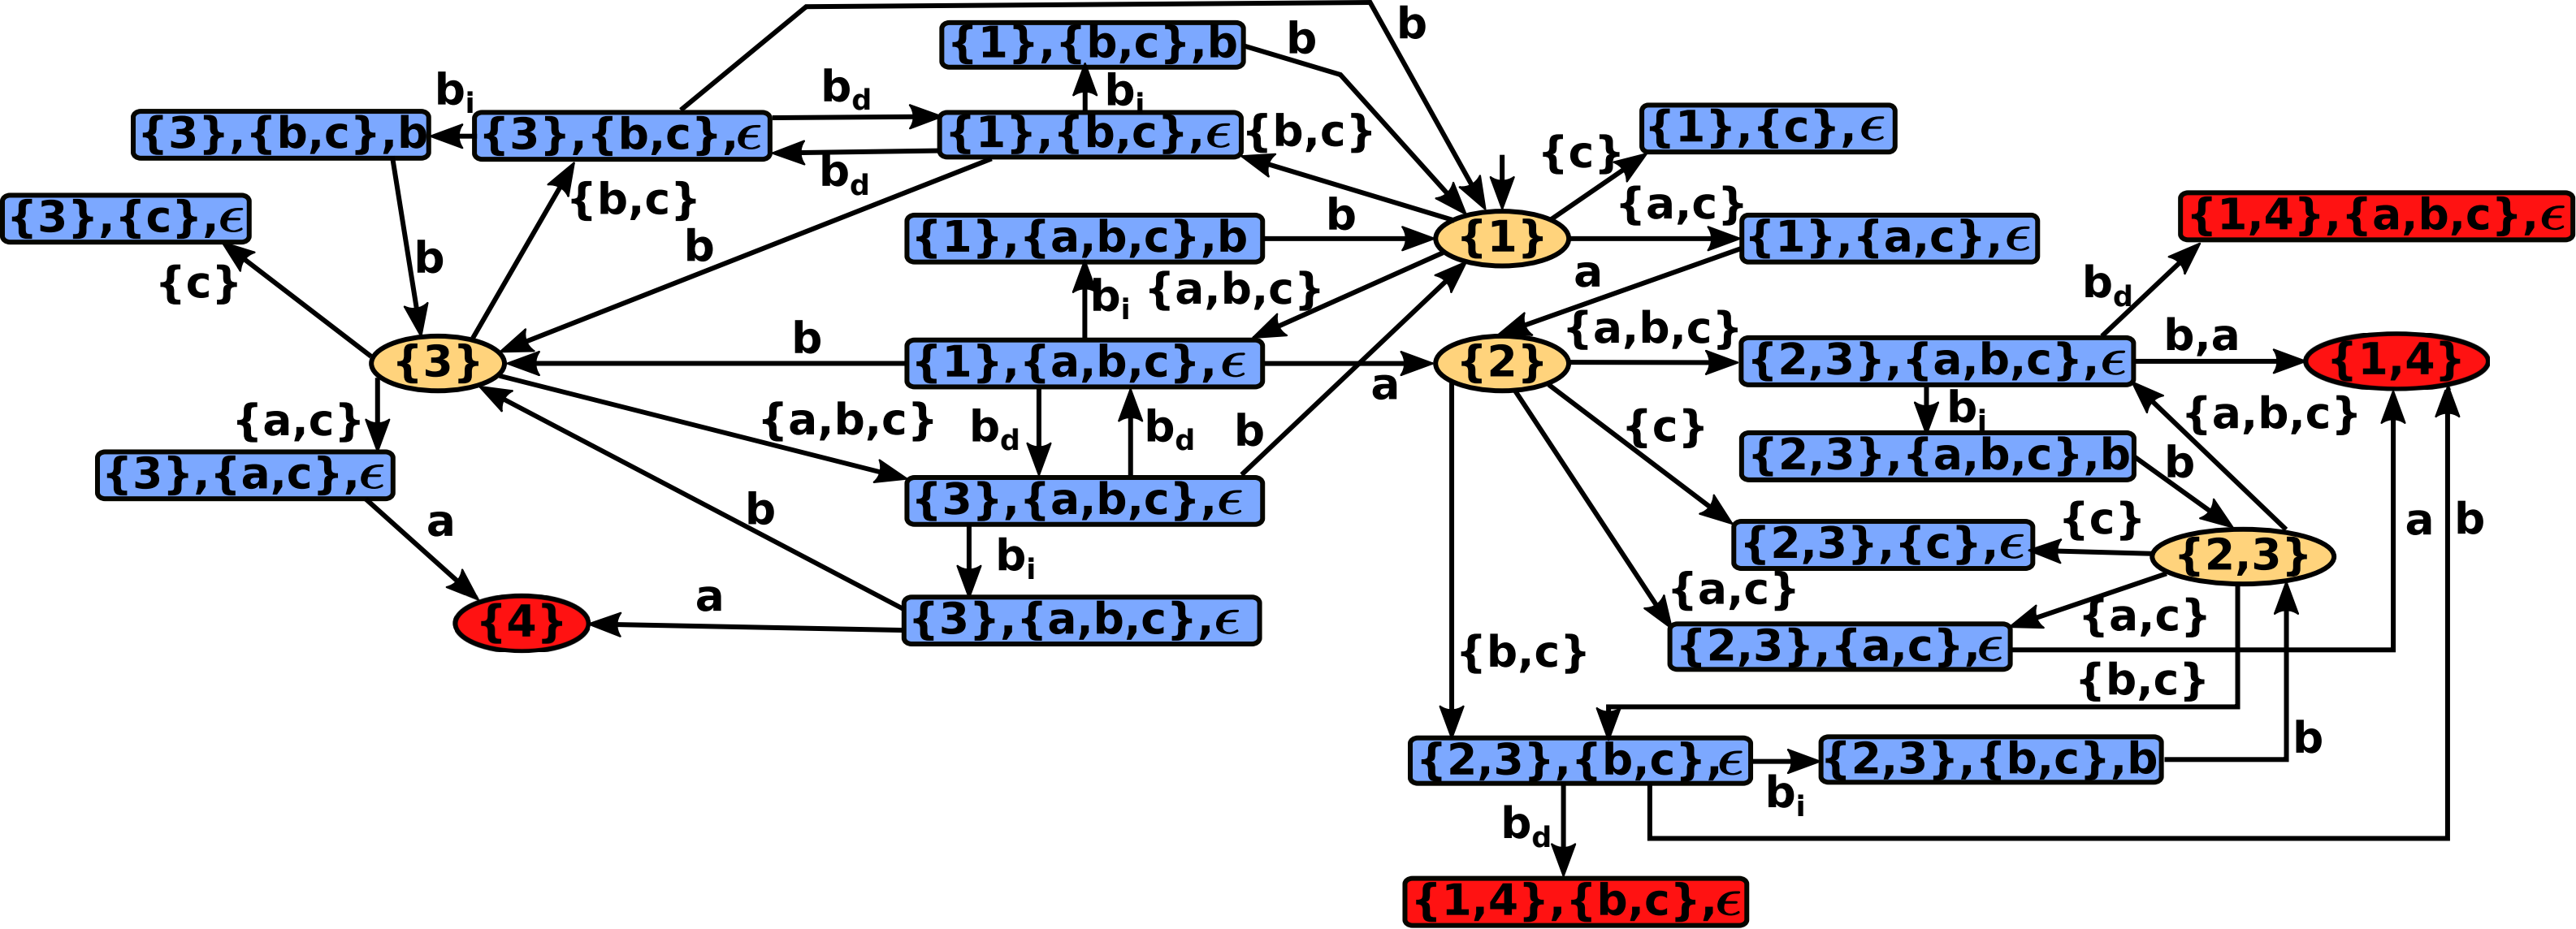 b
{1},{b,c},b
b
b_i
b_d
b_i
{3},{b,c},b
{3},{b,c},ϵ
{1},{b,c},ϵ
{b,c}
{c}
{1},{c},ϵ
b_d
{3},{c},ϵ
{b,c}
{a,c}
{1,4},{a,b,c},ϵ
b
b
{1},{a,b,c},b
b
{1}
{1},{a,c},ϵ
{c}
b_i
{a,b,c}
a
b_d
{3}
b
{1},{a,b,c},ϵ
a
{2}
{a,b,c}
{2,3},{a,b,c},ϵ
b,a
{1,4}
{a,c}
{a,b,c}
b_d
b_d
b
{c}
b_i
{a,b,c}
{3},{a,c},ϵ
{2,3},{a,b,c},b
b
a
b
{3},{a,b,c},ϵ
{2,3},{c},ϵ
{c}
a
b
b_i
{2,3}
{4}
a
{3},{a,b,c},ϵ
{a,c}
{a,c}
{b,c}
{2,3},{a,c},ϵ
{b,c}
{2,3},{b,c},ϵ
b_i
{2,3},{b,c},b
b
b_d
{1,4},{b,c},ϵ